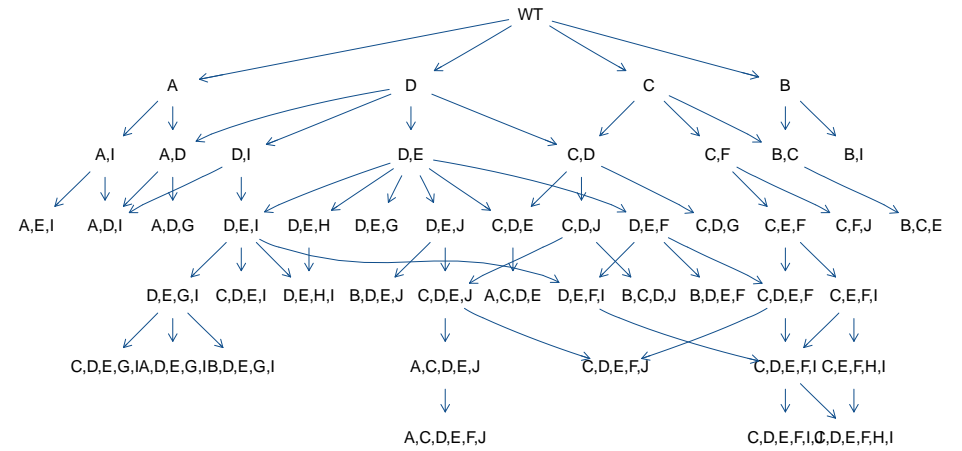 WT
A D C B
A,I A,D D,I D,E C,D C,F B,C B,I
A,E,I A,D,I A,D,G D,E,I D,E,H D,E,G D,E,J C,D,E C,D,J D,E,F C,D,G C,E,F C,F,J B,C,E
D,E,G,I C,D,E,I D,E,H,I B,D,E,J C,D,E,J A,C,D,E D,E,F,I B,C,D,J B,D,E,F C,D,E,F C,E,F,I
C,D,E,G,I A,D,E,G,I B,D,E,G,I A,C,D,E,J C,D,E,F,J C,D,E,F,I C,E,F,H,I
A,C,D,E,F,J C,D,E,F,I,J C,D,E,F,H,I